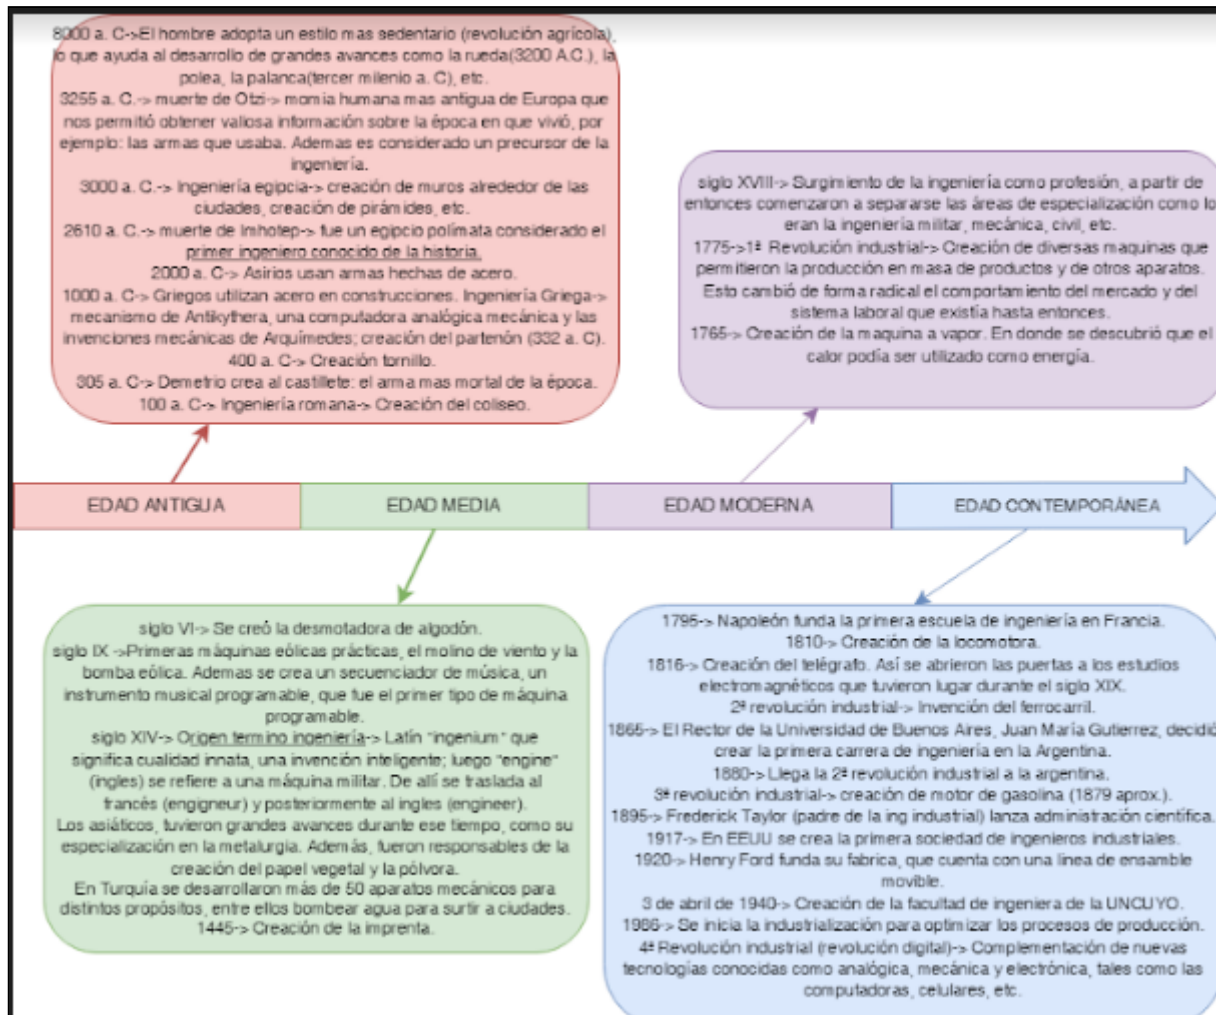 8000 a. C->El hombre adopta un estilo mas sedentario (revolución agrícola),
lo que ayuda al desarrollo de grandes avances como la rueda(3200 A.C.), la
polea, la palanca(tercer milenio a. C), etc.
3255 a. C.-> muerte de Otzi-> momia humana mas antigua de Europa que
nos permitió obtener valiosa información sobre la época en que vivió, por
ejemplo: las armas que usaba. Ademas es considerado un precursor de la
ingeniería.
3000 a. C.-> Ingeniería egipcia-> creación de muros alrededor de las
ciudades, creación de pirámides, etc.
2610 a. C.-> muerte de Imhotep-> fue un egipcio polímata considerado el
primer ingeniero conocido de la historia.
2000 a. C-> Asirios usan armas hechas de acero.
1000 a. C-> Griegos utilizan acero en construcciones. Ingeniería Griega->
mecanismo de Antikythera, una computadora analógica mecánica y las
invenciones mecánicas de Arquímedes; creación del partenón (332 a. C).
400 a. C-> Creación tornillo.
305 a. C-> Demetrio crea al castillete: el arma mas mortal de la época.
100 a. C-> Ingeniería romana-> Creación del coliseo.
siglo XVIII-> Surgimiento de la ingeniería como profesión, a partir de
entonces comenzaron a separarse las áreas de especialización como lo
eran la ingeniería militar, mecánica, civil, etc.
1775->1ª Revolución industrial-> Creación de diversas maquinas que
permitieron la producción en masa de productos y de otros aparatos.
Esto cambió de forma radical el comportamiento del mercado y del
sistema laboral que existía hasta entonces.
1765-> Creación de la maquina a vapor. En donde se descubrió que el
calor podía ser utilizado como energía.
EDAD ANTIGUA
EDAD MEDIA
EDAD MODERNA
EDAD CONTEMPORÁNEA
siglo VI-> Se creó la desmotadora de algodón.
siglo IX ->Primeras máquinas eólicas prácticas, el molino de viento y la
bomba eólica. Ademas se crea un secuenciador de música, un
instrumento musical programable, que fue el primer tipo de máquina
programable.
siglo XIV-> Origen termino ingeniería-> Latín "ingenium" que
significa cualidad innata, una invención inteligente; luego "engine"
(ingles) se refiere a una máquina militar. De allí se traslada al
francés (engigneur) y posteriormente al ingles (engineer).
Los asiáticos, tuvieron grandes avances durante ese tiempo, como su
especialización en la metalurgia. Además, fueron responsables de la
creación del papel vegetal y la pólvora.
En Turquía se desarrollaron más de 50 aparatos mecánicos para
distintos propósitos, entre ellos bombear agua para surtir a ciudades.
1445-> Creación de la imprenta.
1795-> Napoleón funda la primera escuela de ingeniería en Francia.
1810-> Creación de la locomotora.
1816-> Creación del telégrafo. Así se abrieron las puertas a los estudios
electromagnéticos que tuvieron lugar durante el siglo XIX.
2ª revolución industrial-> Invención del ferrocarril.
1865-> El Rector de la Universidad de Buenos Aires, Juan María Gutierrez, decidió
crear la primera carrera de ingeniería en la Argentina.
1880-> Llega la 2ª revolución industrial a la argentina.
3ª revolución industrial-> creación de motor de gasolina (1879 aprox.).
1895-> Frederick Taylor (padre de la ing industrial) lanza administración científica.
1917-> En EEUU se crea la primera sociedad de ingenieros industriales.
1920-> Henry Ford funda su fabrica, que cuenta con una linea de ensamble
movible.
3 de abril de 1940-> Creación de la facultad de ingeniera de la UNCUYO.
1986-> Se inicia la industrialización para optimizar los procesos de producción.
4ª Revolución industrial (revolución digital)-> Complementación de nuevas
tecnologías conocidas como analógica, mecánica y electrónica, tales como las
computadoras, celulares, etc.